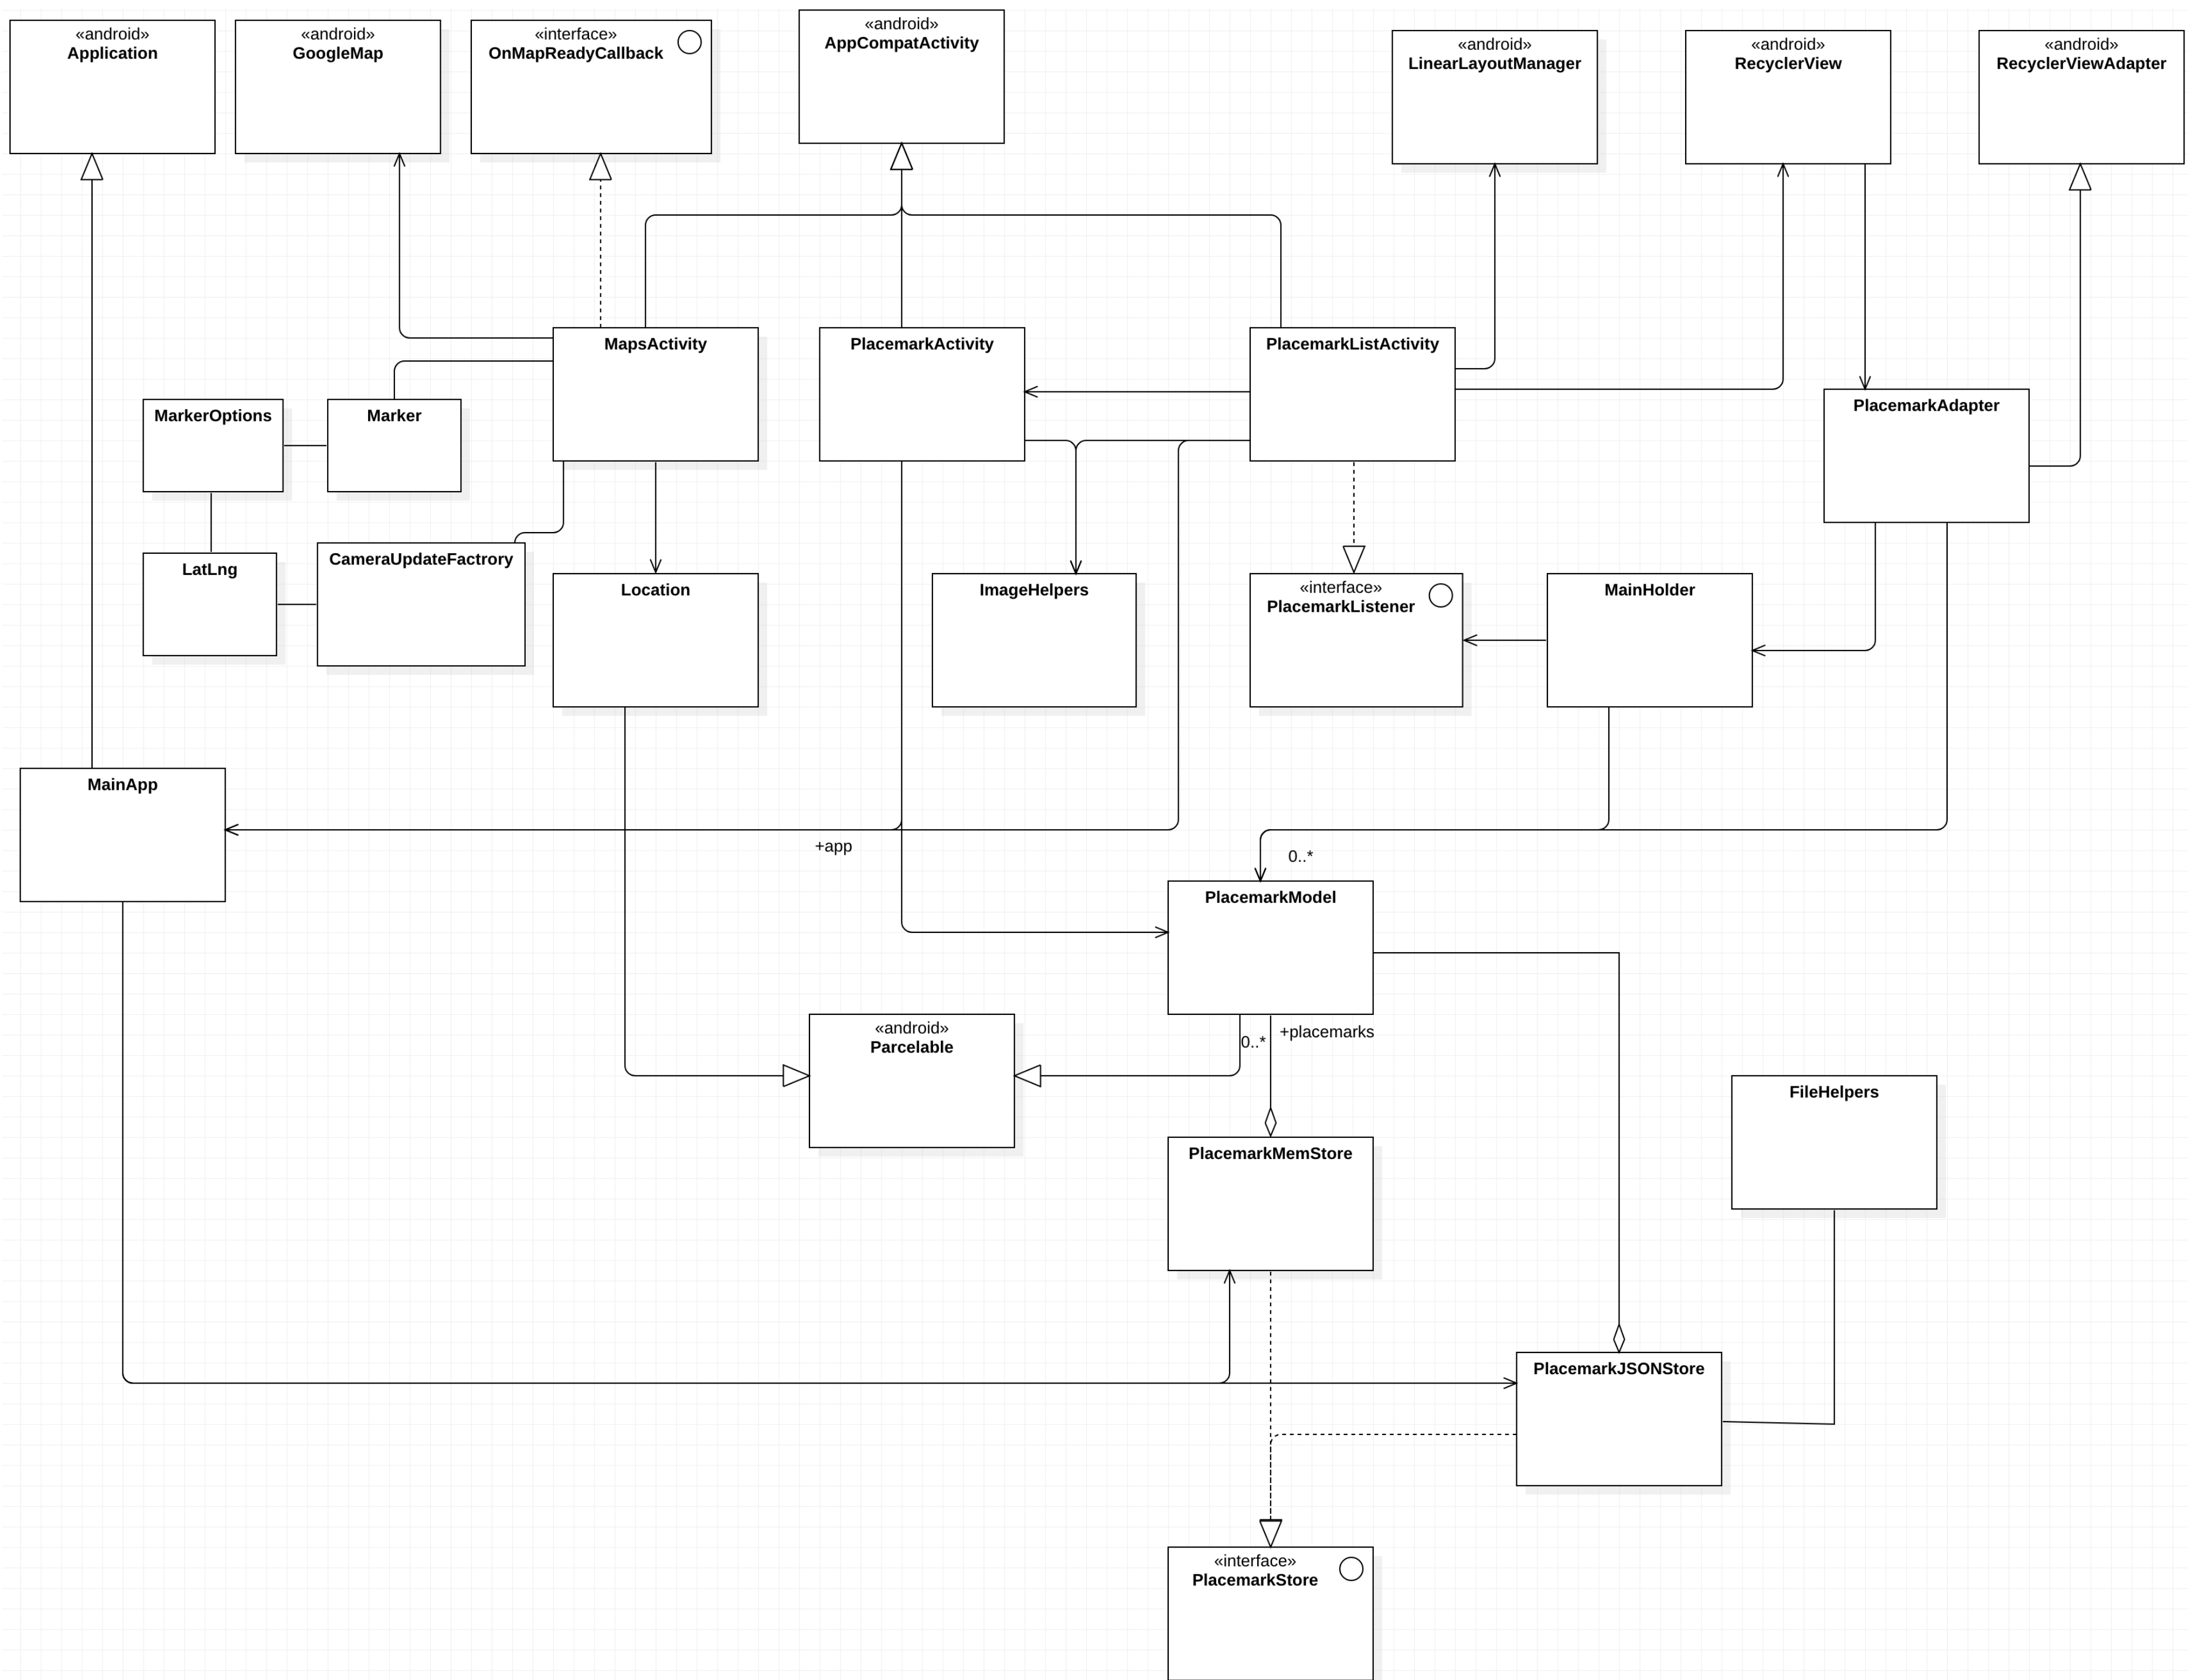 «android»
Application
«android»
GoogleMap
«interface»
OnMapReadyCallback
«android»
AppCompatActivity
«android»
LinearLayoutManager
«android»
RecyclerView
«android»
RecyclerViewAdapter
MapsActivity
PlacemarkActivity
PlacemarkListActivity
MarkerOptions
Marker
PlacemarkAdapter
LatLng
CameraUpdateFactrory
Location
ImageHelpers
«interface»
PlacemarkListener
MainHolder
MainApp
+app
0..*
PlacemarkModel
«android»
Parcelable
0..*
+placemarks
FileHelpers
PlacemarkMemStore
PlacemarkJSONStore
«interface»
PlacemarkStore